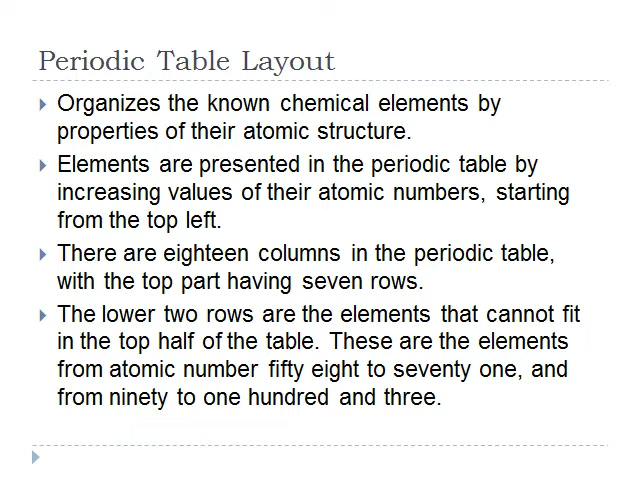 Periodic Table Layout
Organizes the known chemical elements by
properties of their atomic structure.
Elements are presented in the periodic table by
increasing values of their atomic numbers, starting
from the top left.
There are eighteen columns in the periodic table,
with the top part having seven rows.
The lower two rows are the elements that cannot fit
in the top half of the table. These are the elements
from atomic number fifty eight to seventy one, and
from ninety to one hundred and three.